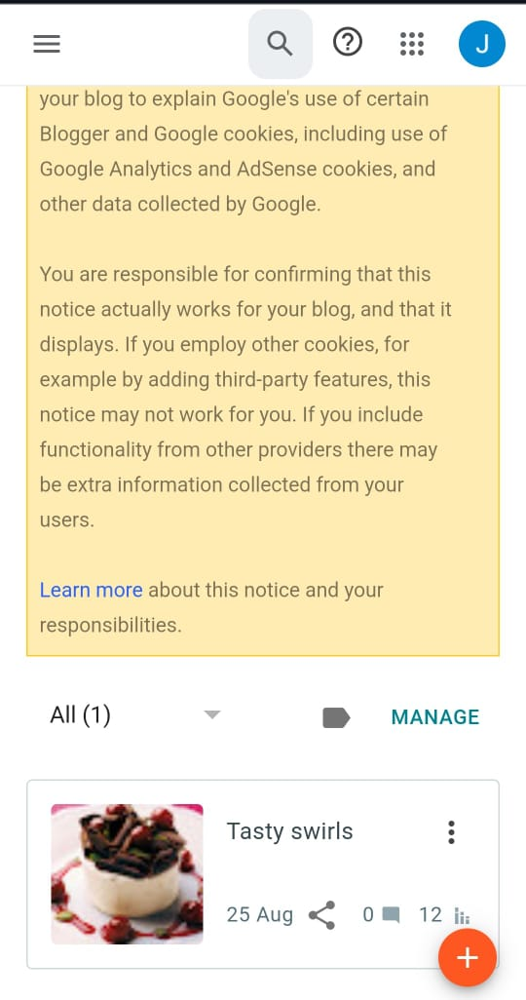 J
your blog to explain Google's use of certain
Blogger and Google cookies, including use of
Google Analytics and AdSense cookies, and
other data collected by Google.
You are responsible for confirming that this
notice actually works for your blog, and that it
displays. If you employ other cookies, for
example by adding third-party features, this
notice may not work for you. If you include
functionality from other providers there may
be extra information collected from your
users.
Learn more about this notice and your
responsibilities.
All (1) MANAGE
Tasty swirls
25 Aug 0 12